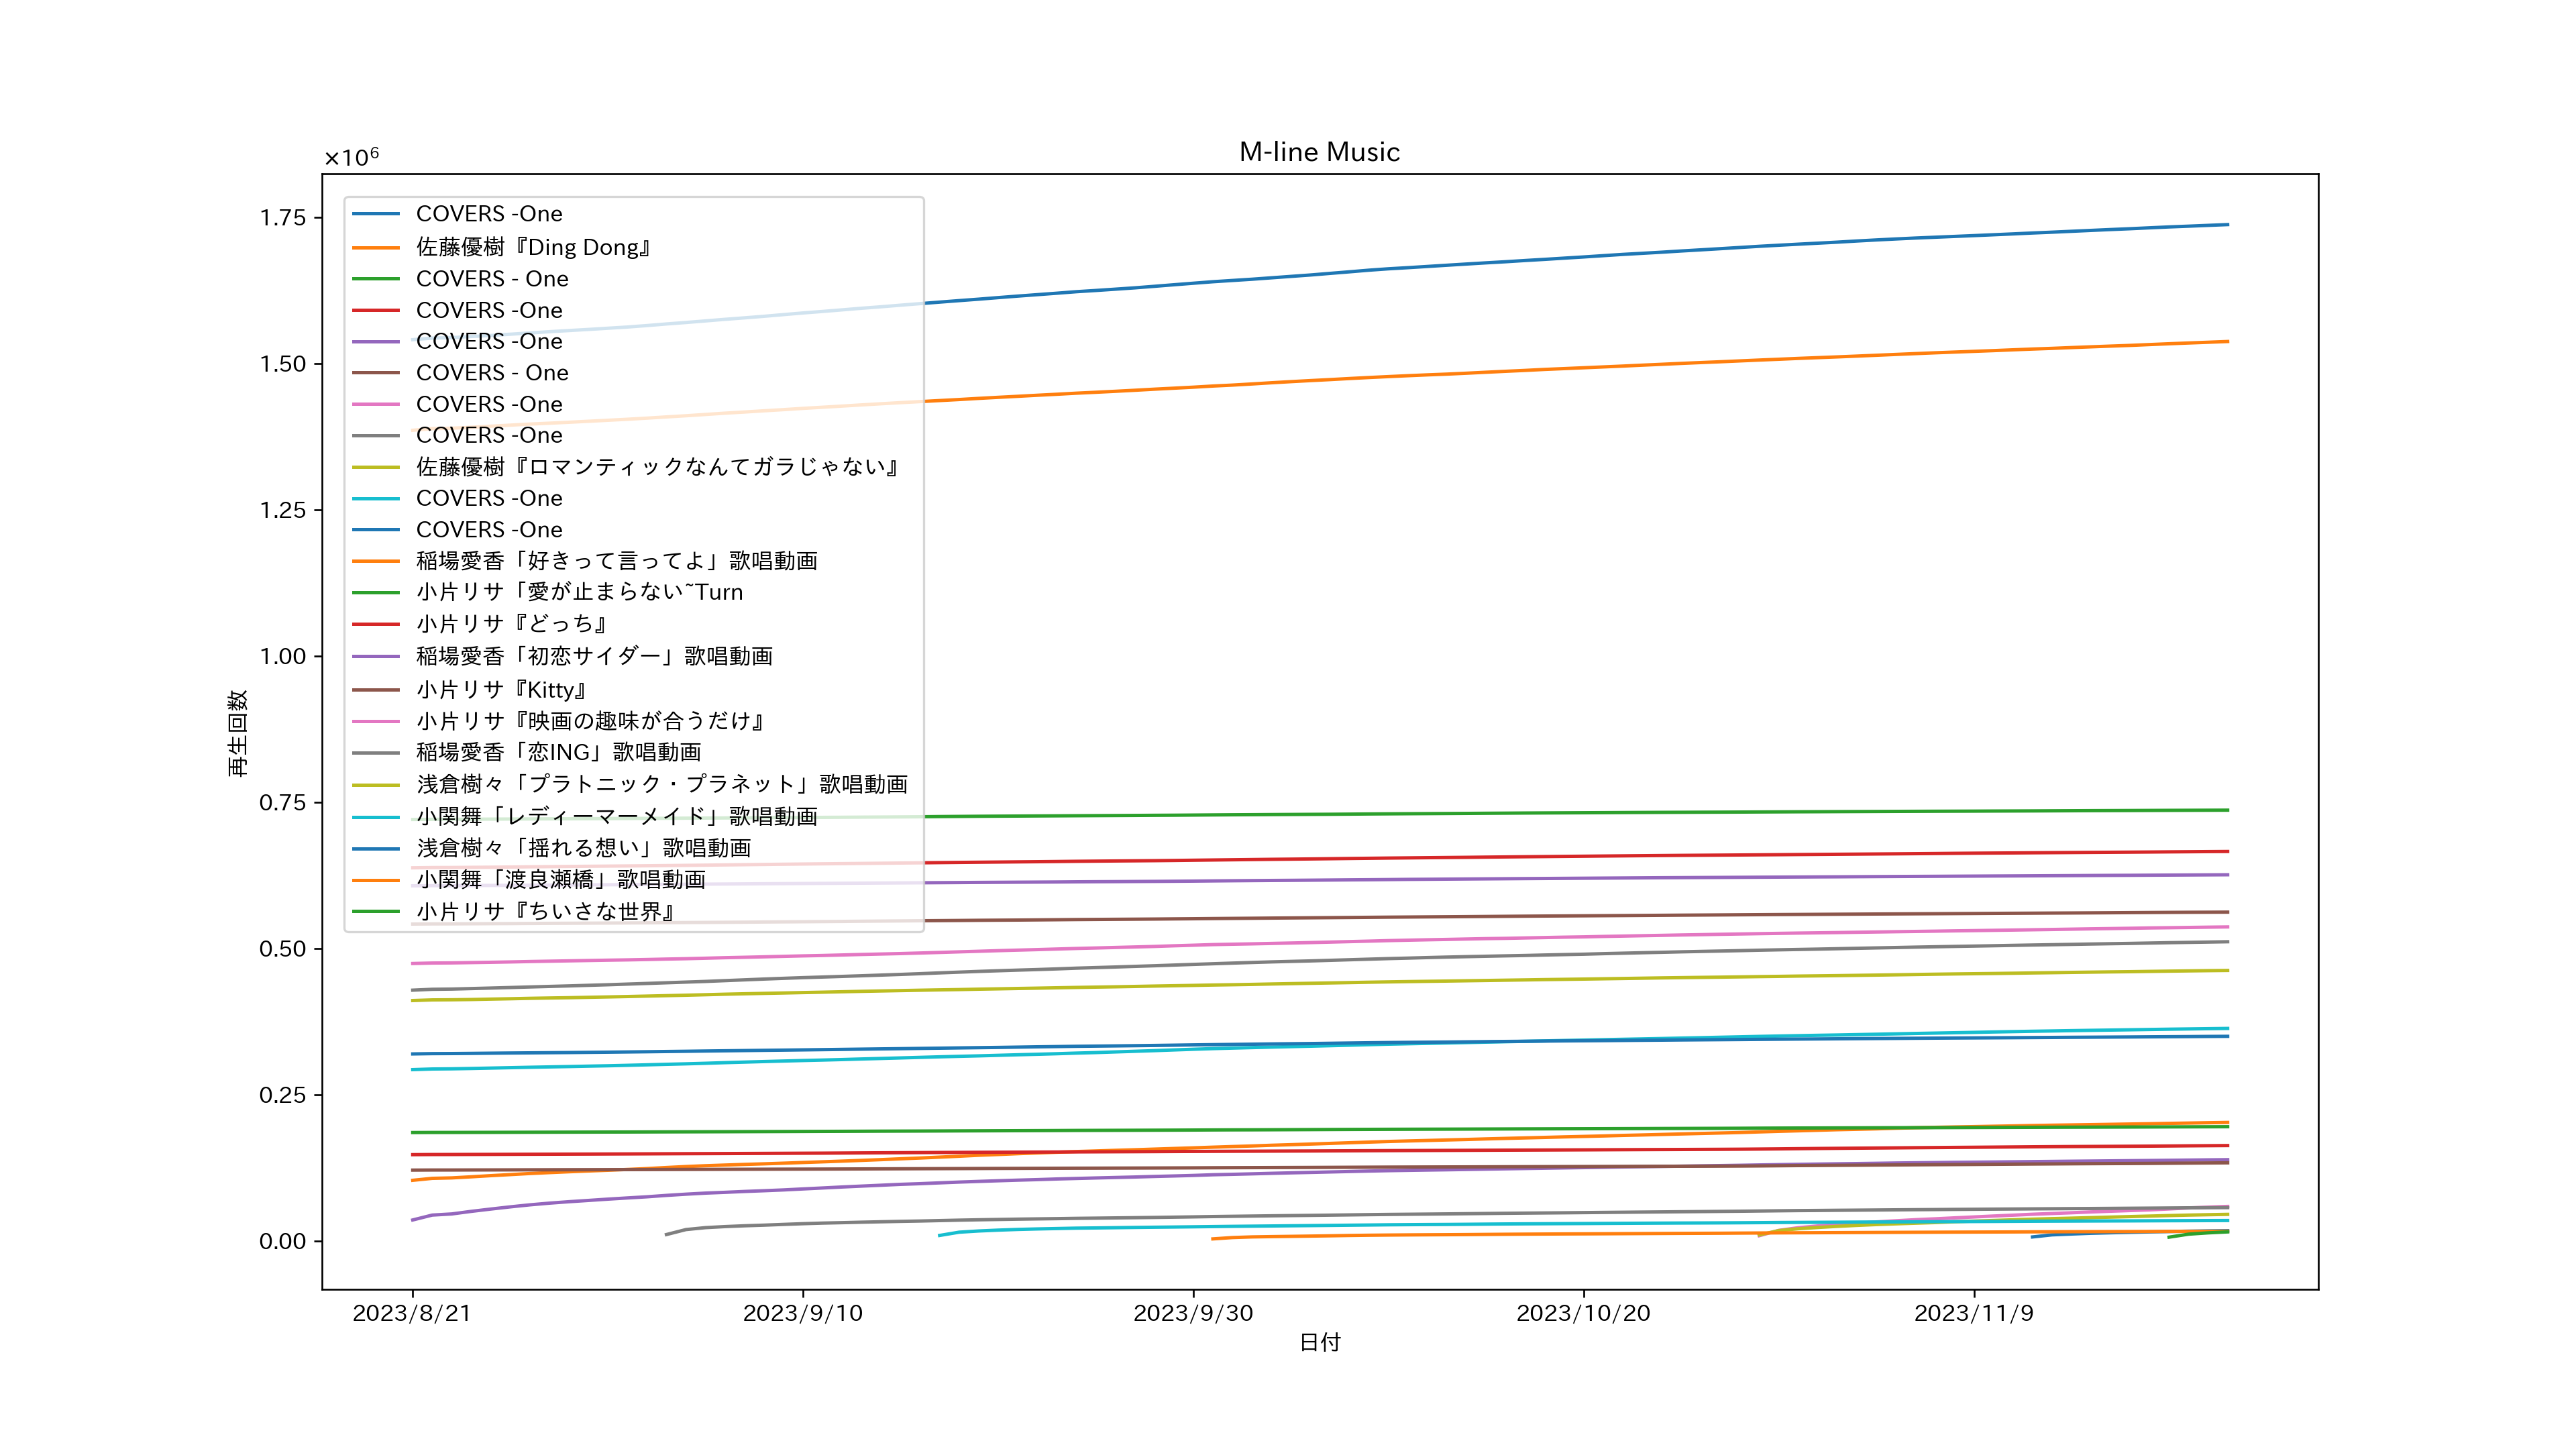 M-line Music
×10⁶
1.75
1.50
1.25
1.00
0.75
0.50
0.25
0.00
再生回数
COVERS -One
佐藤優樹『Ding Dong』
COVERS - One
COVERS -One
COVERS -One
COVERS - One
COVERS -One
COVERS -One
佐藤優樹『ロマンティックなんてガラじゃない』
COVERS -One
COVERS -One
稲場愛香「好きって言ってよ」歌唱動画
小片リサ「愛が止まらない~Turn
小片リサ『どっち』
稲場愛香「初恋サイダー」歌唱動画
小片リサ『Kitty』
小片リサ『映画の趣味が合うだけ』
稲場愛香「恋ING」歌唱動画
浅倉樹々「プラトニック・プラネット」歌唱動画
小関舞「レディーマーメイド」歌唱動画
浅倉樹々「揺れる想い」歌唱動画
小関舞「渡良瀬橋」歌唱動画
小片リサ『ちいさな世界』
2023/8/21
2023/9/10
2023/9/30
2023/10/20
2023/11/9
日付